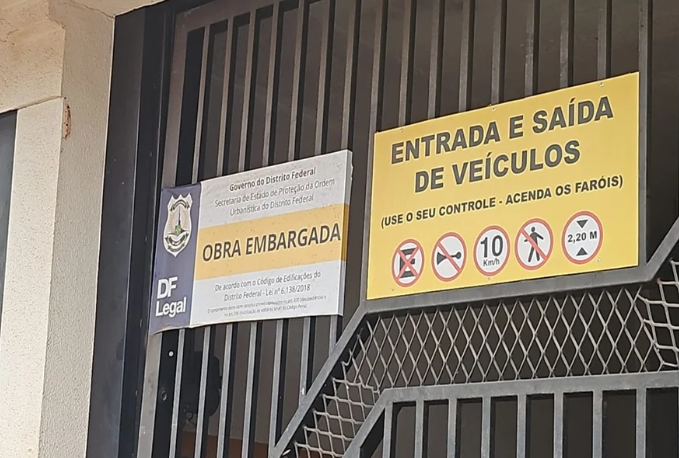 Governo do Distrito Federal
Secretaria de Estado de Proteção da Ordem
Urbanística do Distrito Federal
OBRA EMBARGADA
De acordo com o Código de Edificações do
Distrito Federal - Lei nº 6.138/2018
DF
Legal
ENTRADA E SAÍDA
DE VEÍCULOS
(USE O SEU CONTROLE - ACENDA OS FARÓIS)
10
Km/h
2,20 M